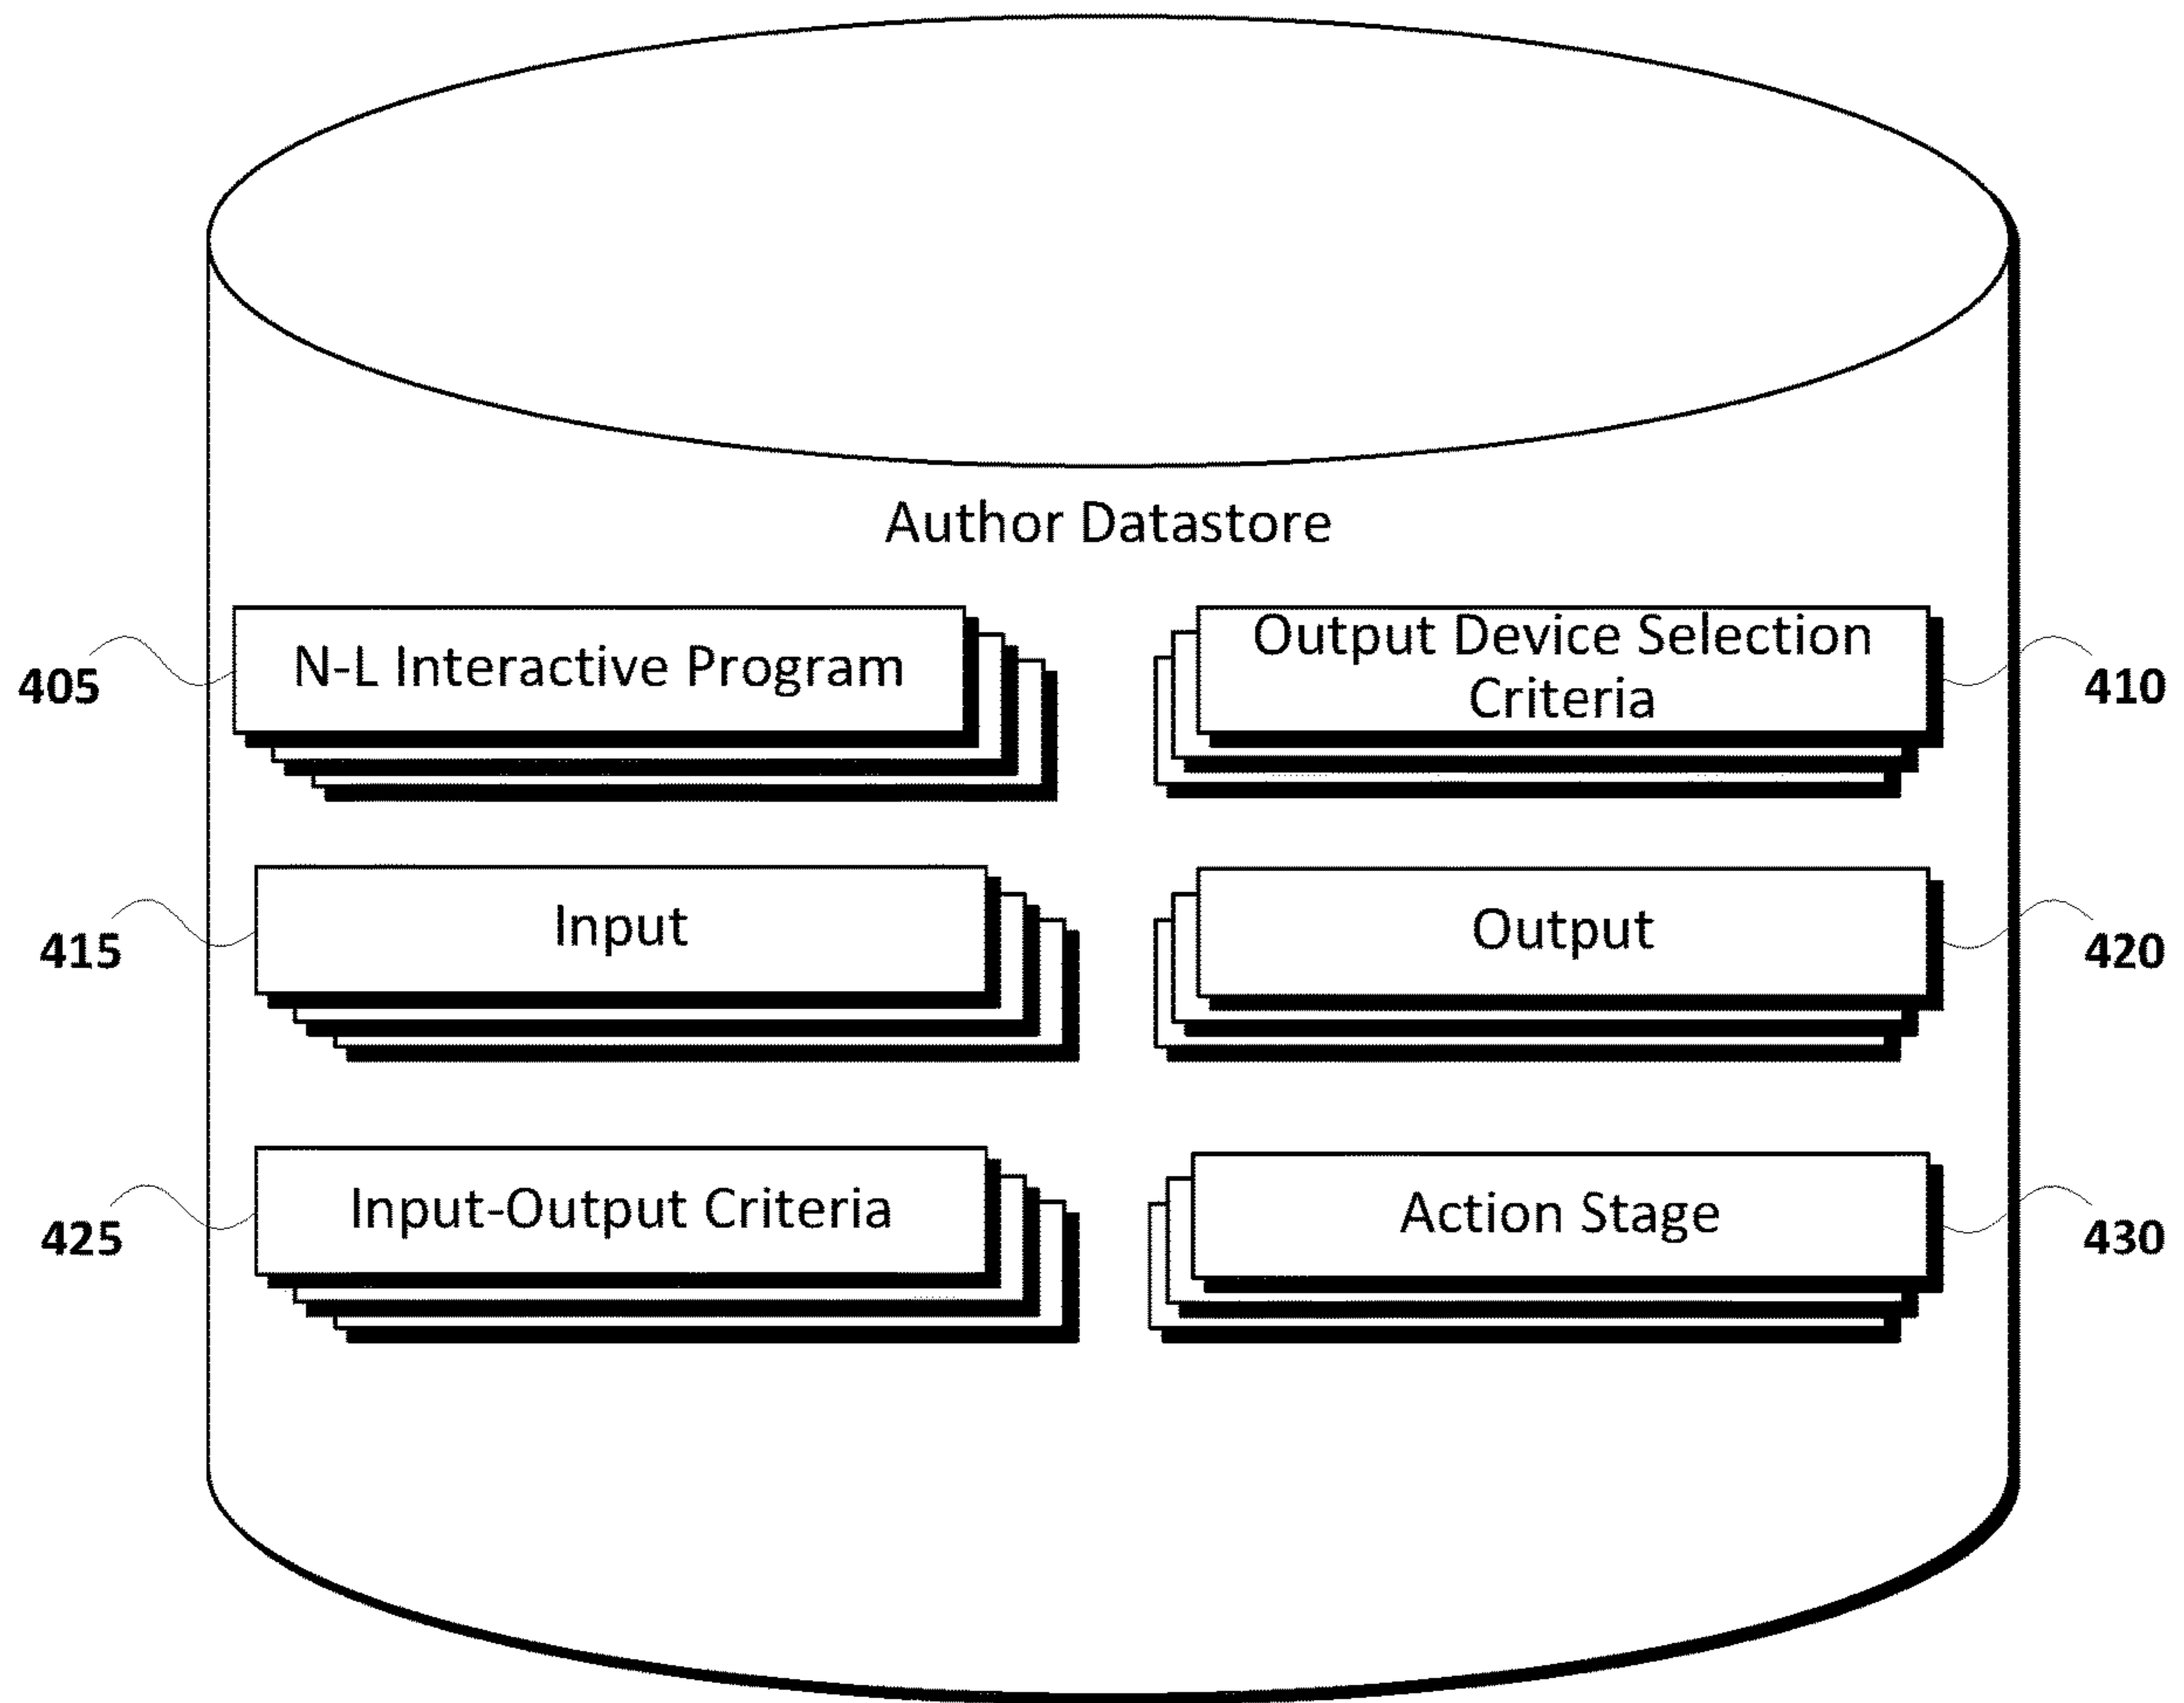 Author Datastore
405
N-L Interactive Program
Output Device Selection
Criteria
410
415
Input
Output
420
425
Input-Output Criteria
Action Stage
430